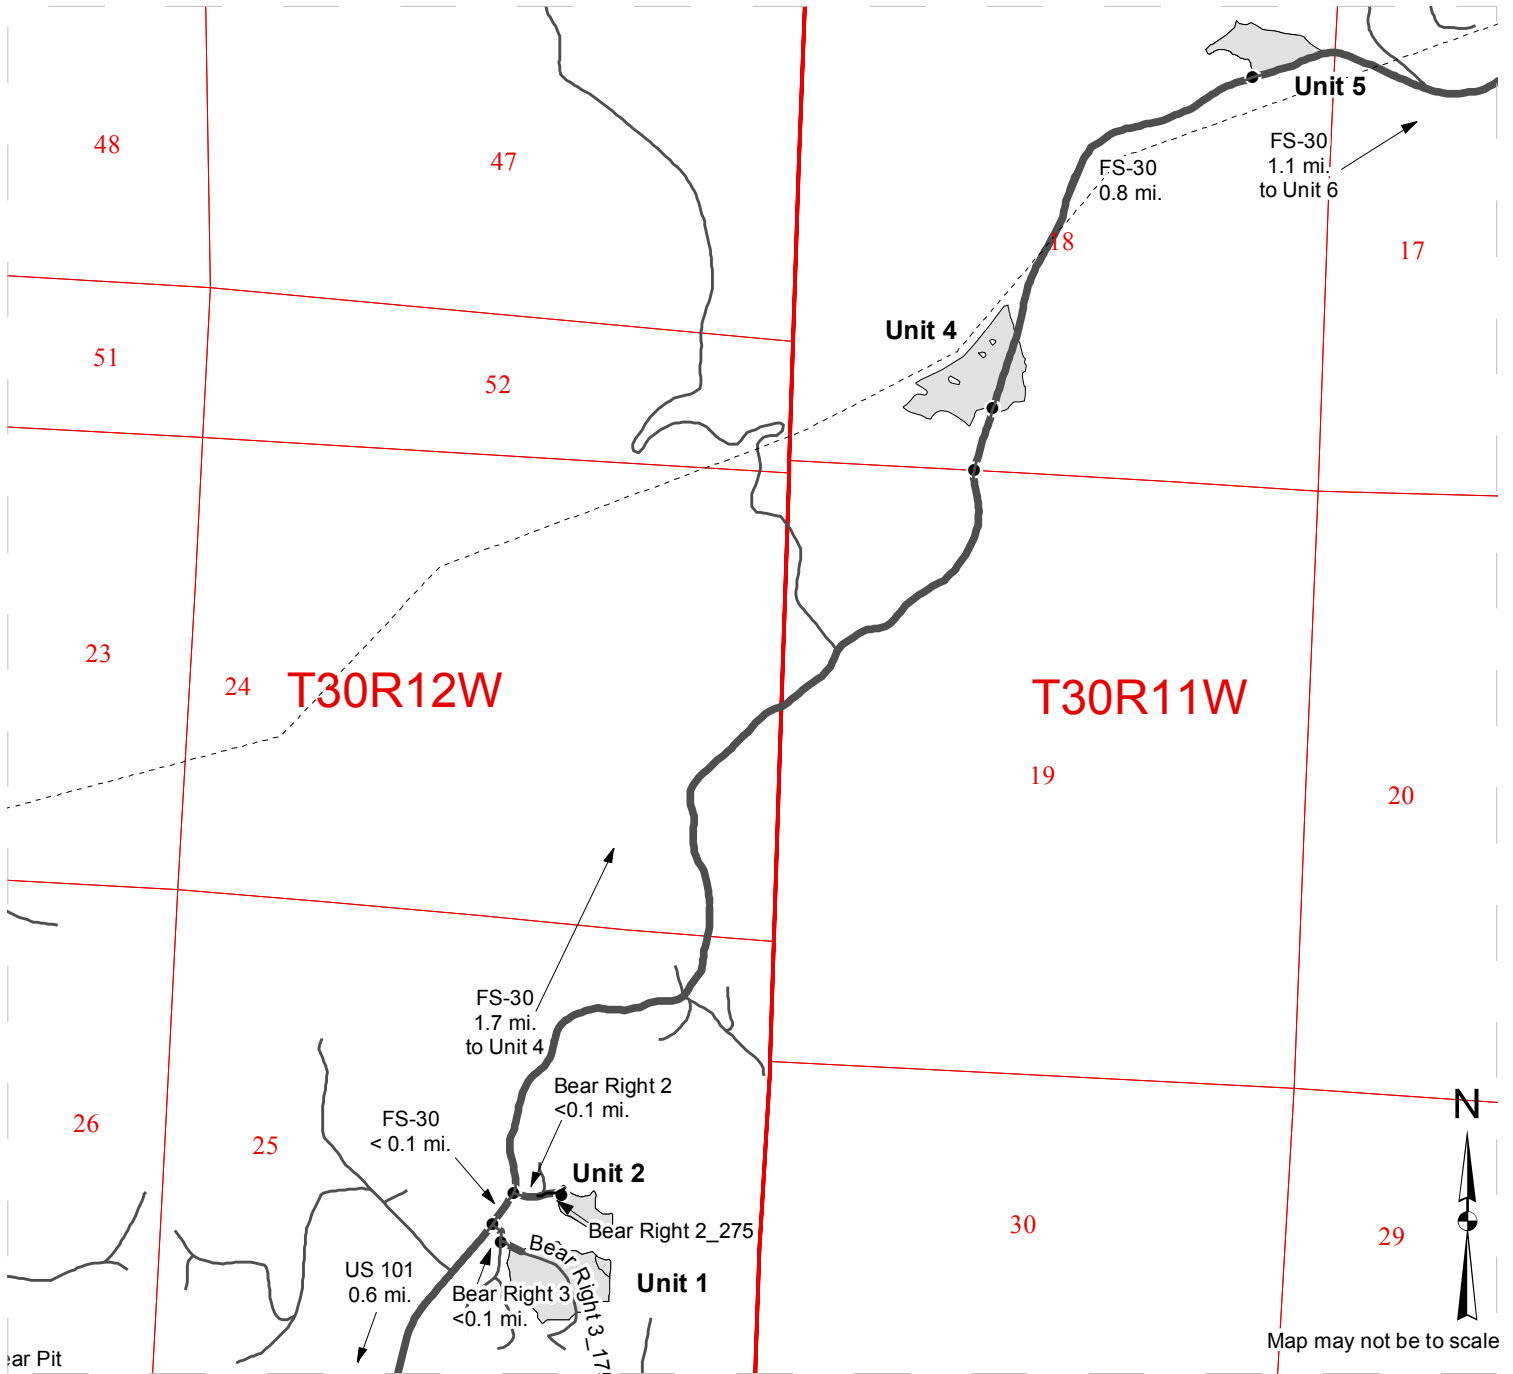 48
47
Unit 5
FS-30
1.1 mi.
to Unit 6
FS-30
0.8 mi.
18
17
Unit 4
51
52
23
24
T30R12W
T30R11W
19
20
FS-30
1.7 mi.
to Unit 4
Bear Right 2
<0.1 mi.
FS-30
< 0.1 mi.
26
25
Unit 2
Bear Right 2_275
30
29
N
Bear Right 3_17
US 101
0.6 mi.
Bear Right 3
<0.1 mi.
Unit 1
Map may not be to scale
ar Pit